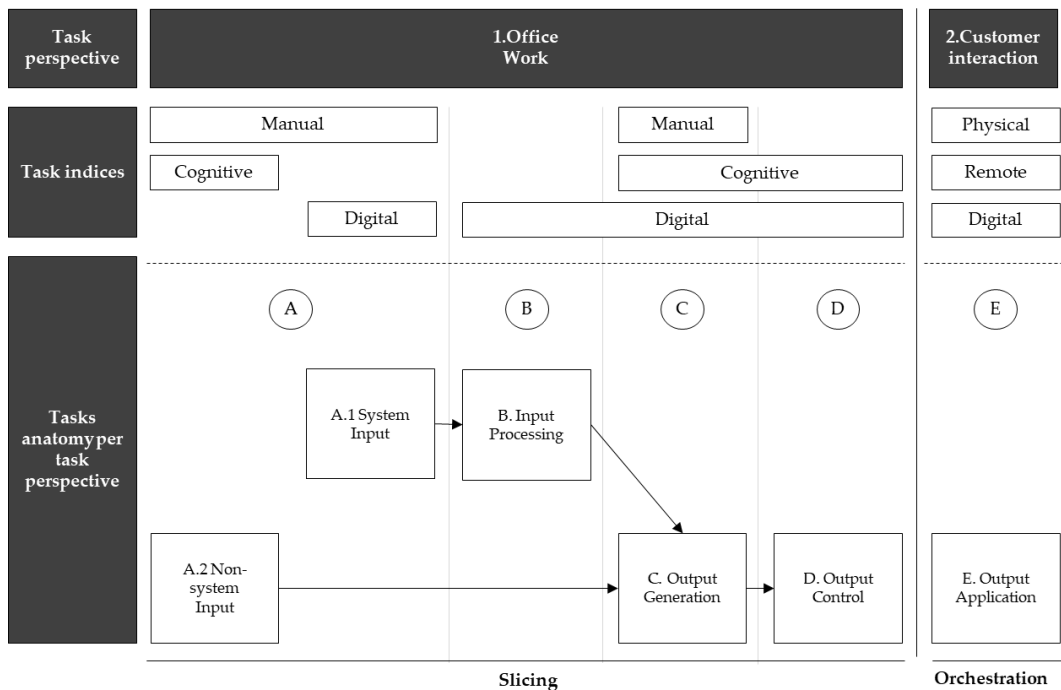 Task
perspective
1.Office
Work
2.Customer
interaction
Task indices
Manual
Manual
Physical
Cognitive
Cognitive
Remote
Digital
Digital
Digital
Tasks
anatomy per
task
perspective
A
B
C
D
E
A.1 System
Input
B. Input
Processing
A.2 Non-
system
Input
C. Output
Generation
D. Output
Control
E. Output
Application
Slicing
Orchestration